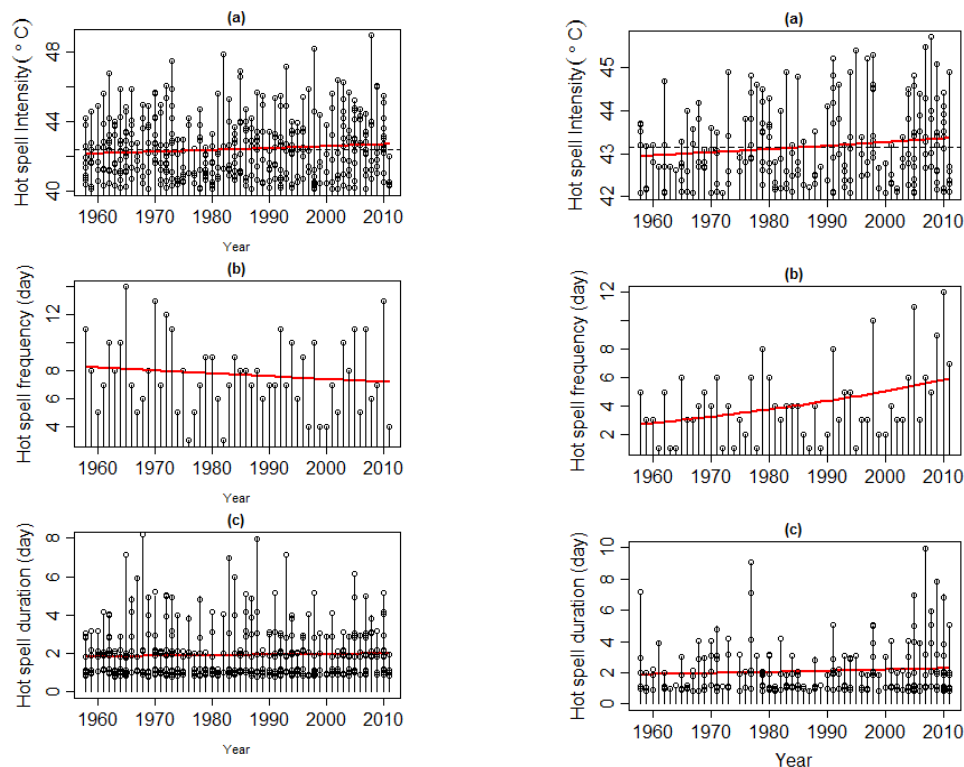 (a)
Hot spell Intensity( ° C)
48
44
40
1960 1970 1980 1990 2000 2010
Year
(b)
Hot spell frequency (day)
12
8
6
4
1960 1970 1980 1990 2000 2010
Year
(c)
Hot spell duration (day)
8
6
4
2
0
1960 1970 1980 1990 2000 2010
Year
(a)
Hot spell Intensity( ° C)
45
44
43
42
1960 1970 1980 1990 2000 2010
(b)
Hot spell frequency (day)
12
8
6
4
2
1960 1970 1980 1990 2000 2010
(c)
Hot spell duration (day)
10
8
6
4
2
0
1960 1970 1980 1990 2000 2010
Year